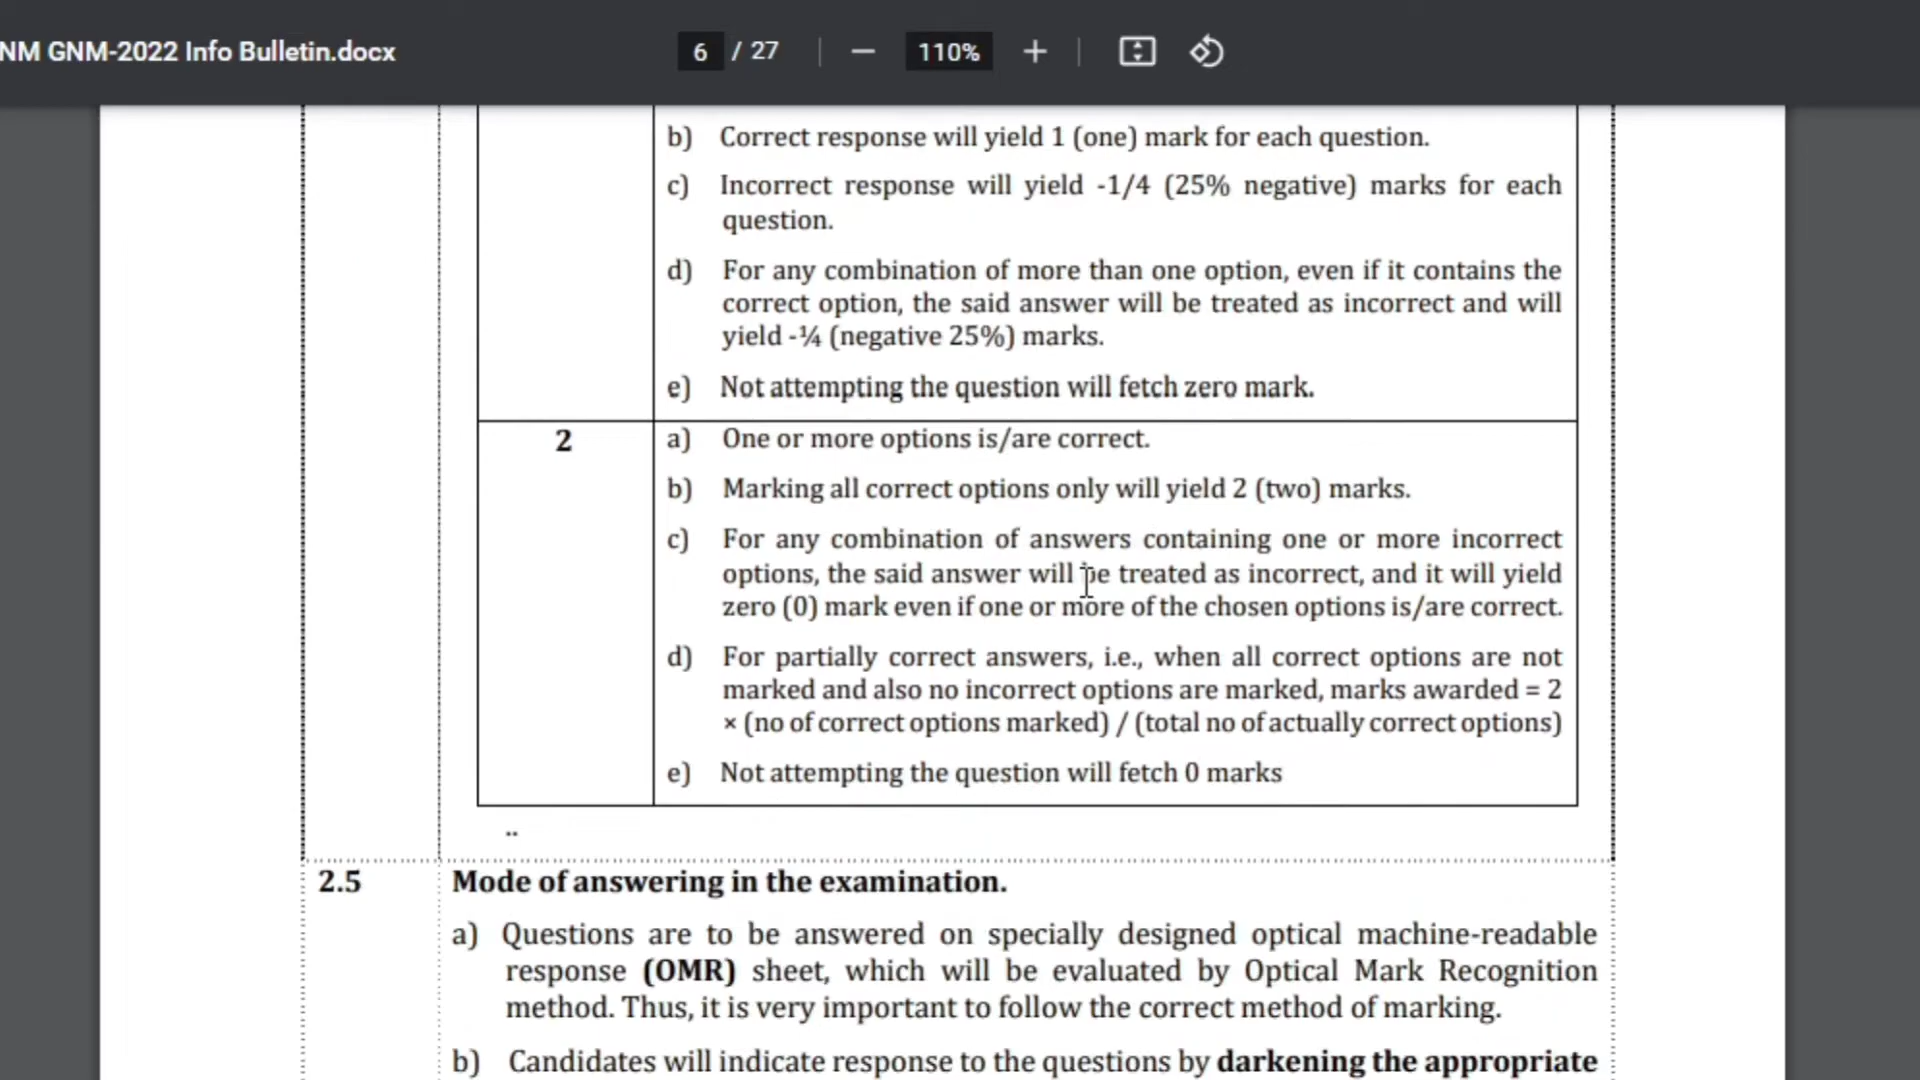 NM GNM-2022 Info Bulletin.docx
6 / 27
110%
b) Correct response will yield 1 (one) mark for each question.
c) Incorrect response will yield -1/4 (25% negative) marks for each
question.
d) For any combination of more than one option, even if it contains the
correct option, the said answer will be treated as incorrect and will
yield -¼ (negative 25%) marks.
e) Not attempting the question will fetch zero mark.
2
a) One or more options is/are correct.
b) Marking all correct options only will yield 2 (two) marks.
c) For any combination of answers containing one or more incorrect
options, the said answer will be treated as incorrect, and it will yield
zero (0) mark even if one or more of the chosen options is/are correct.
d) For partially correct answers, i.e., when all correct options are not
marked and also no incorrect options are marked, marks awarded = 2
× (no of correct options marked) / (total no of actually correct options)
e) Not attempting the question will fetch 0 marks
..
2.5 Mode of answering in the examination.
a) Questions are to be answered on specially designed optical machine-readable
response (OMR) sheet, which will be evaluated by Optical Mark Recognition
method. Thus, it is very important to follow the correct method of marking.
b) Candidates will indicate response to the questions by darkening the appropriate